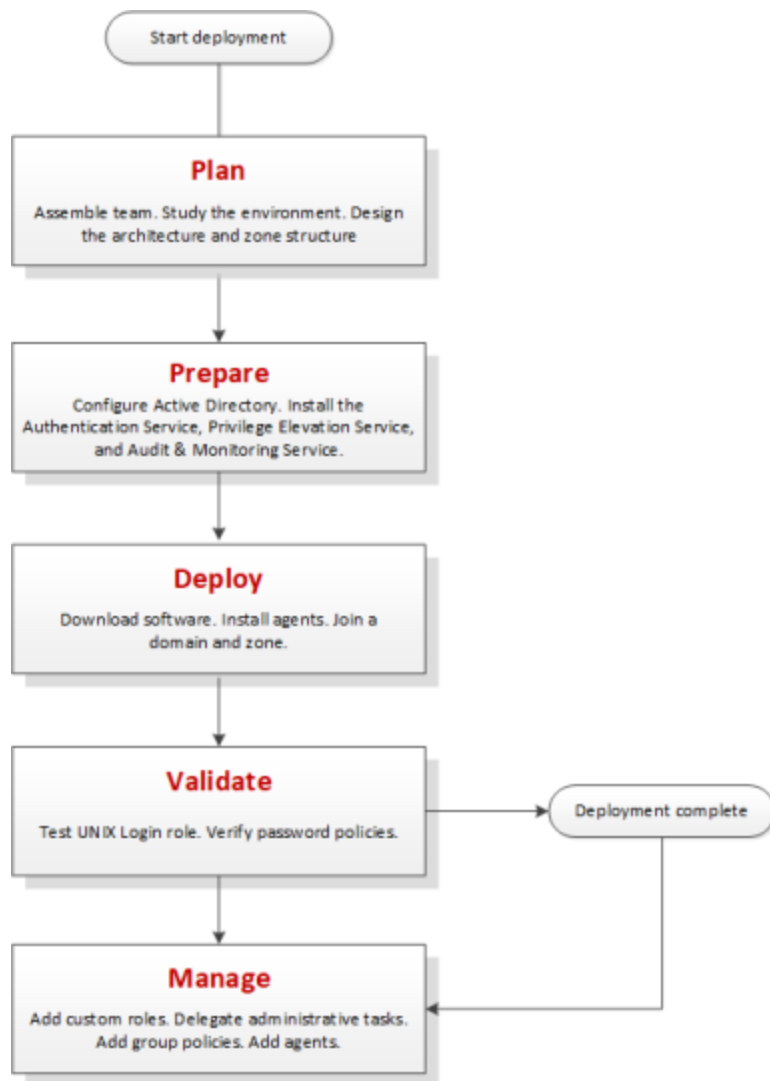 Start deployment
Plan
Assemble team. Study the environment. Design
the architecture and zone structure
Prepare
Configure Active Directory. Install the
Authentication Service, Privilege Elevation Service,
and Audit & Monitoring Service.
Deploy
Download software. Install agents. Join a
domain and zone.
Validate
Test UNIX Login role. Verify password policies.
Deployment complete
Manage
Add custom roles. Delegate administrative tasks.
Add group policies. Add agents.